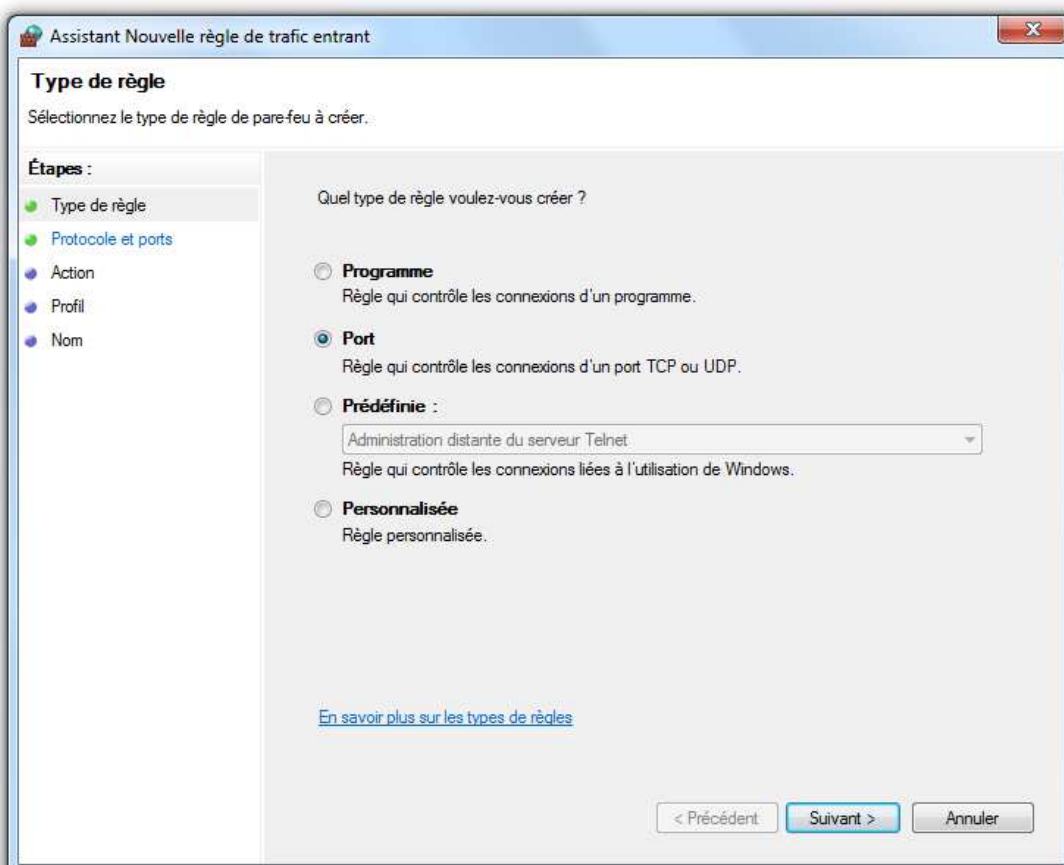 Assistant Nouvelle règle de trafic entrant
Type de règle
Sélectionnez le type de règle de pare-feu à créer.
Étapes :
Type de règle
Protocole et ports
Action
Profil
Nom
Quel type de règle voulez-vous créer ?
Programme
Règle qui contrôle les connexions d'un programme.
Port
Règle qui contrôle les connexions d'un port TCP ou UDP.
Prédéfinie :
Administration distante du serveur Telnet
Règle qui contrôle les connexions liées à l'utilisation de Windows.
Personnalisée
Règle personnalisée.
En savoir plus sur les types de règles
< Précédent
Suivant >
Annuler